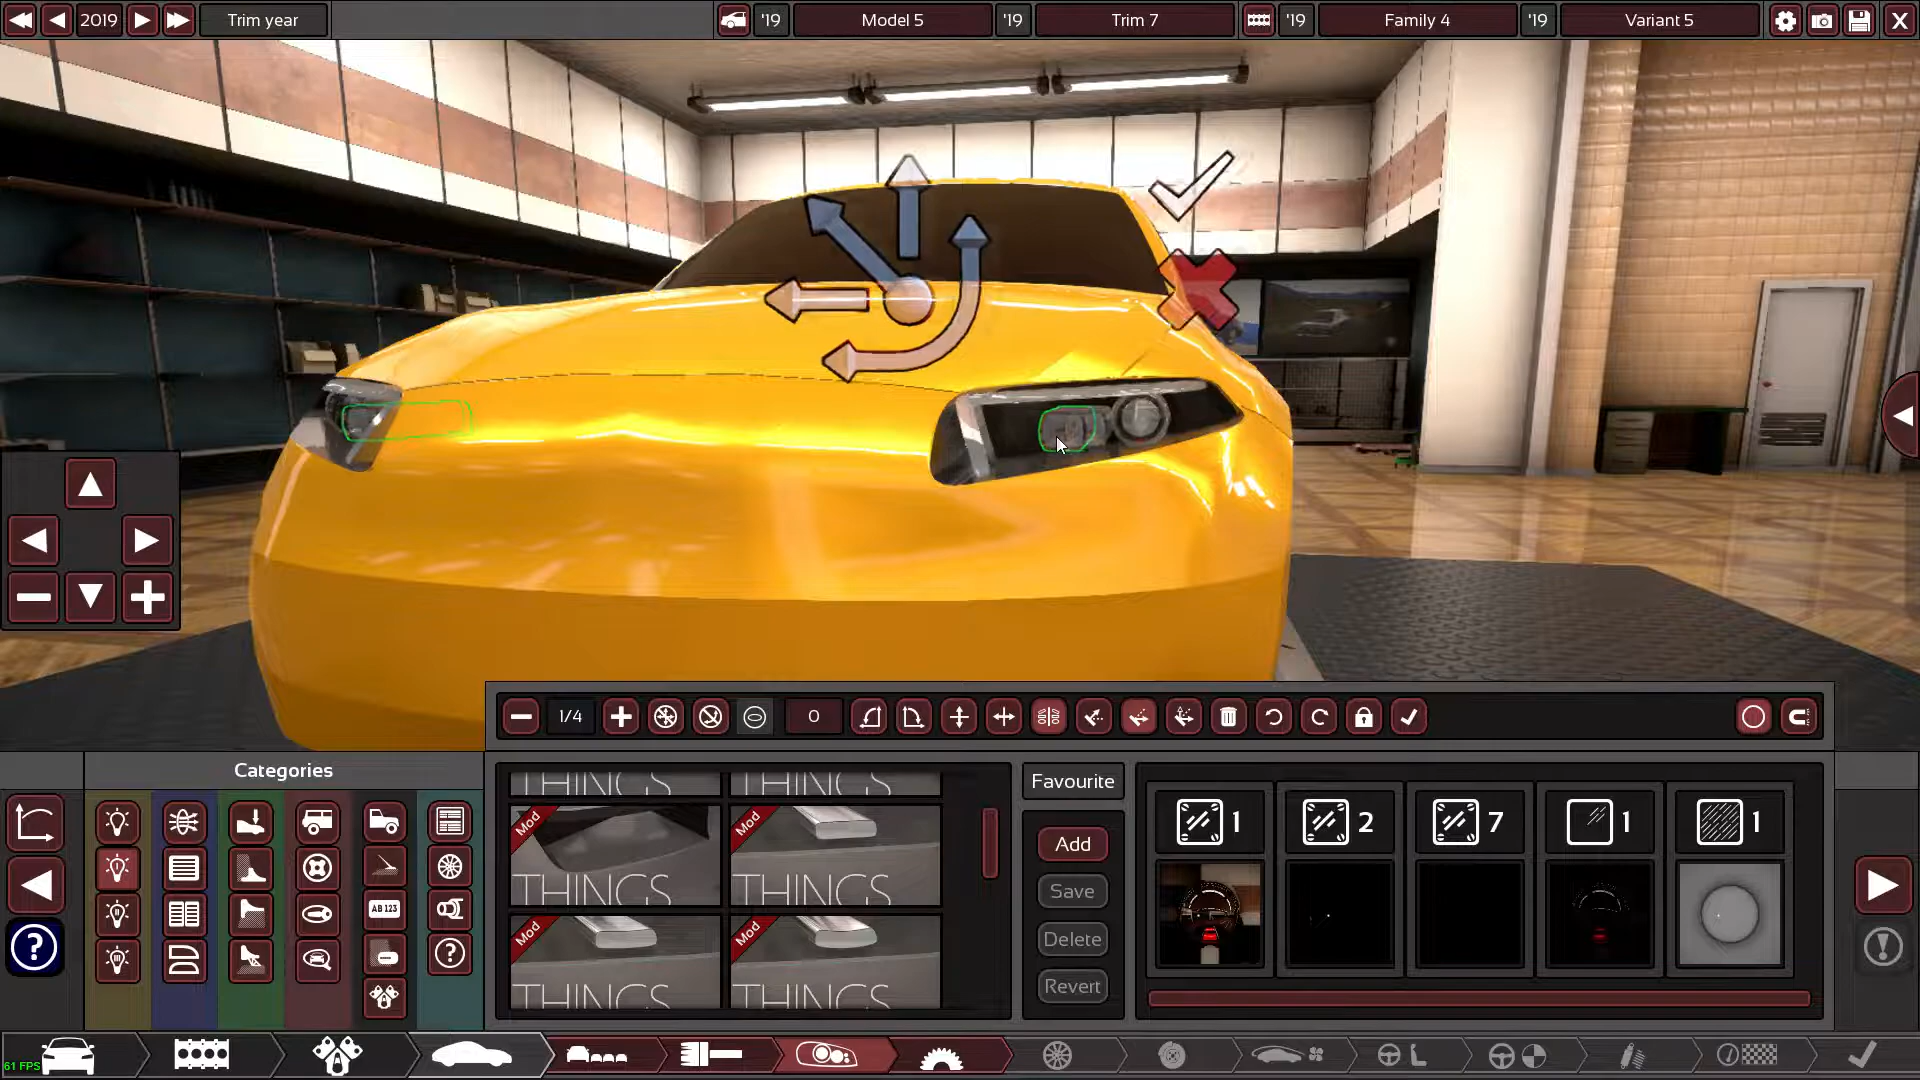 2019
Trim year
'19
Model 5
'19
Trim 7
'19
Family 4
'19
Variant 5
X
1/4
0
Categories
AB 123
THINGS
THINGS
Mod
THINGS
Mod
THINGS
Mod
THINGS
Mod
THINGS
Favourite
Add
Save
Delete
Revert
1
2
7
1
1
?
?
61 FPS